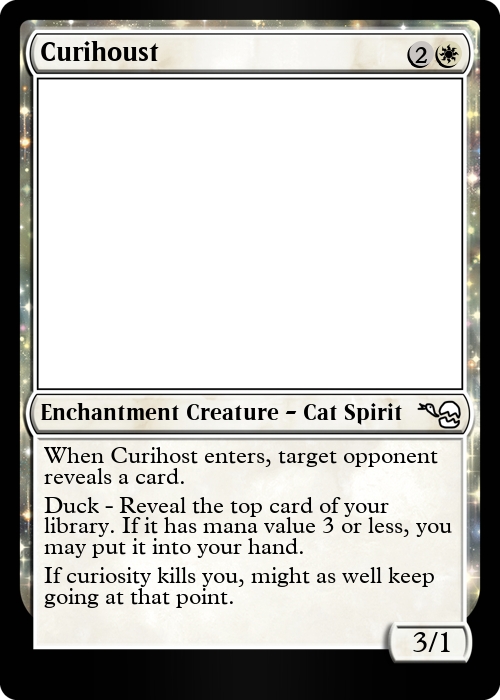 Curihoust
2
Enchantment Creature – Cat Spirit
When Curihost enters, target opponent
reveals a card.
Duck - Reveal the top card of your
library. If it has mana value 3 or less, you
may put it into your hand.
If curiosity kills you, might as well keep
going at that point.
3/1